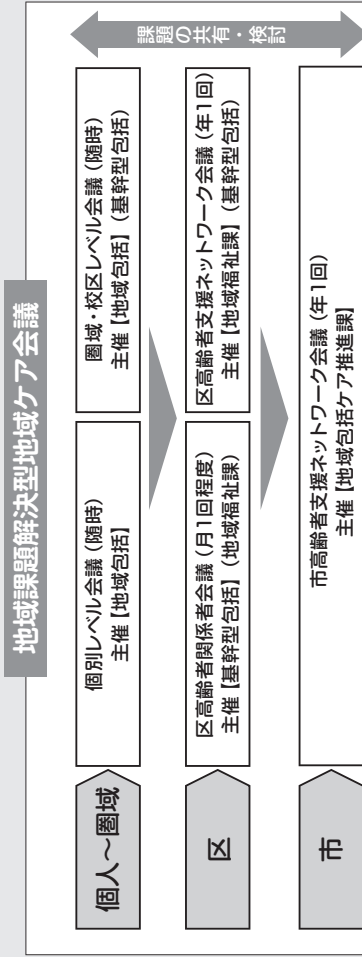 地域課題解決型地域ケア会議
個人～圏域
個別レベル会議(随時)
主催【地域包括】
圏域・校区レベル会議(随時)
主催【地域包括】(基幹型包括)
区
区高齢者関係者会議(月1回程度)
主催【基幹型包括】(地域福祉課)
区高齢者支援ネットワーク会議(年1回)
主催【地域福祉課】(基幹型包括)
市
市高齢者支援ネットワーク会議(年1回)
主催【地域包括ケア推進課】
課題の共有・検討